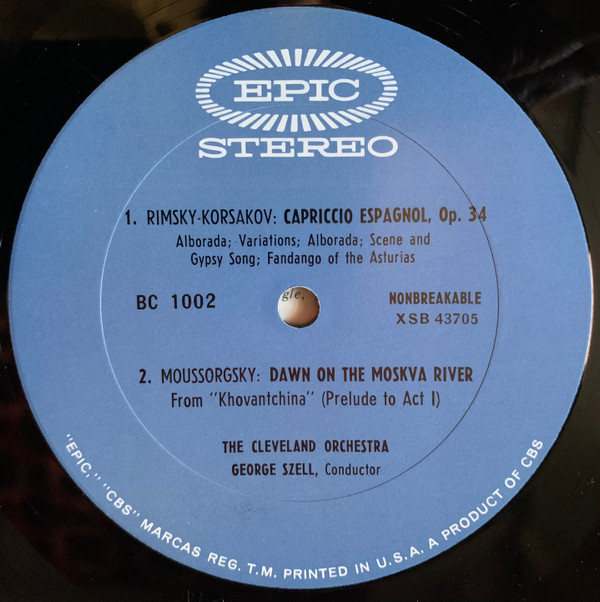 EPIC
STEREO
1. RIMSKY-KORSAKOV: CAPRICCIO ESPAGNOL, Op. 34
Alborada; Variations; Alborada; Scene and
Gypsy Song; Fandango of the Asturias
BC 1002
gle,
NONBREAKABLE
XSB 43705
2. MOUSSORGSKY: DAWN ON THE MOSKVA RIVER
From "Khovantchina" (Prelude to Act I)
THE CLEVELAND ORCHESTRA
GEORGE SZELL, Conductor
"EPIC," "CBS" MARCAS REG. T.M. PRINTED IN U.S.A. A PRODUCT OF CBS